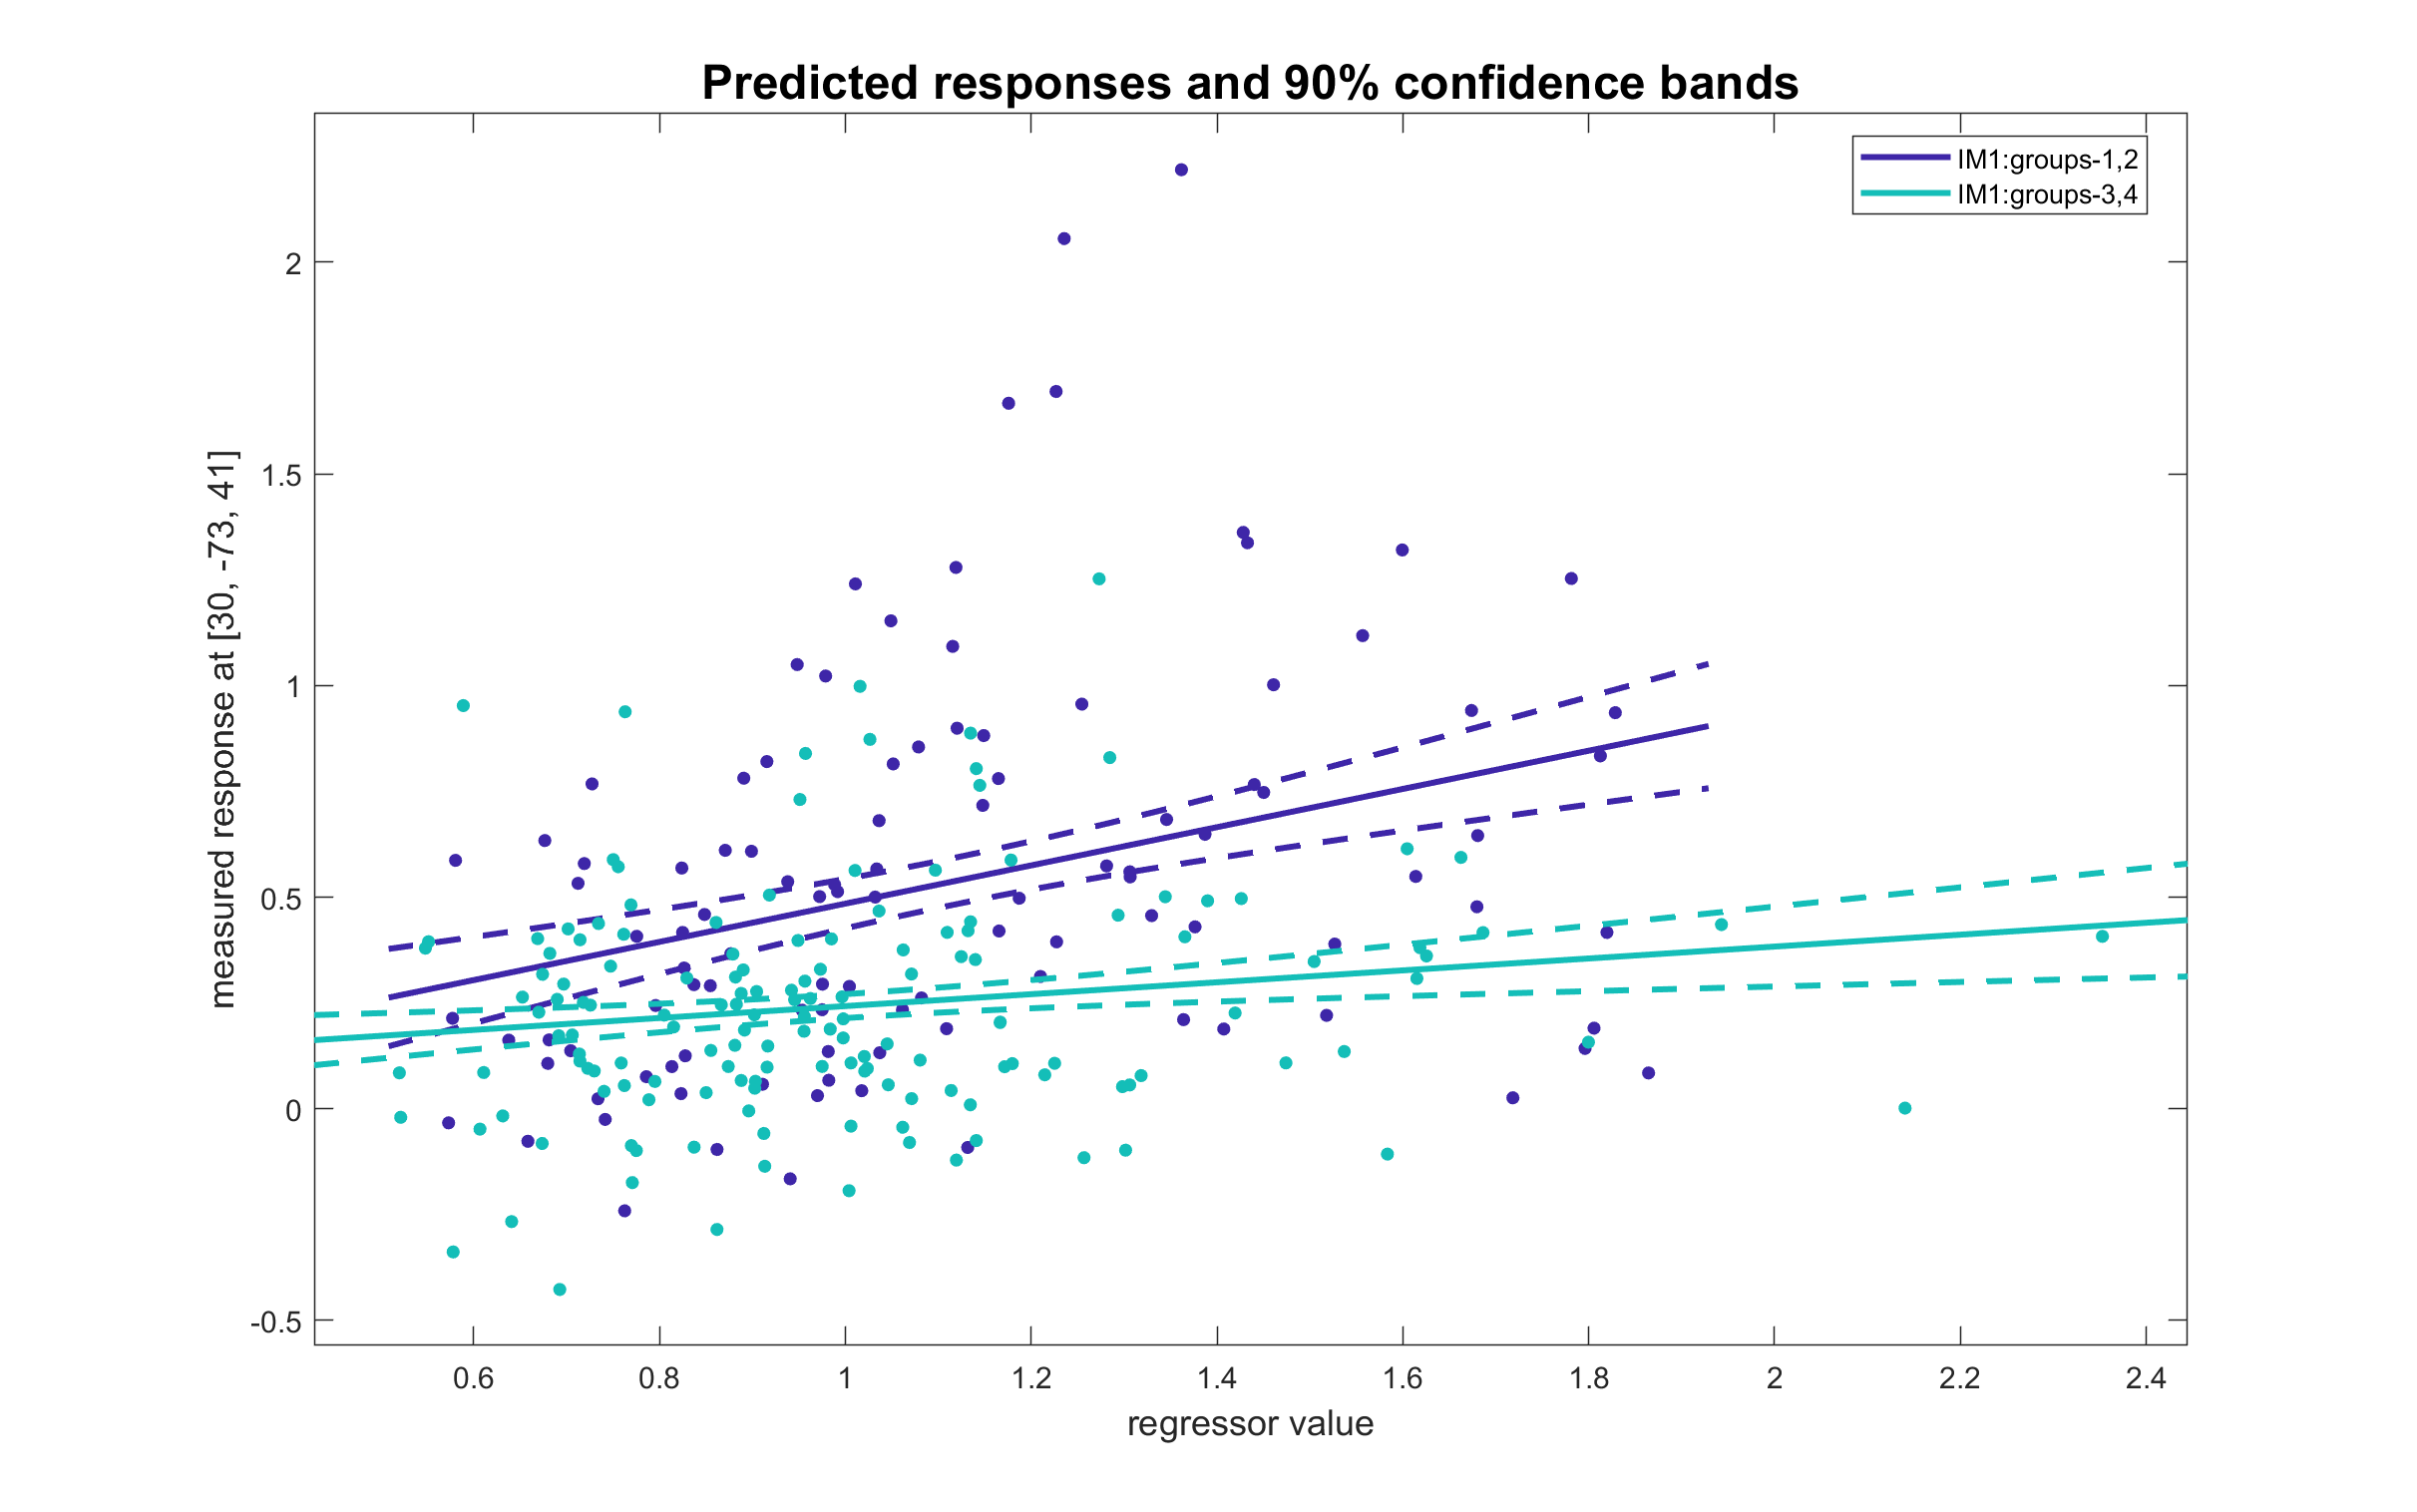 Predicted responses and 90% confidence bands
IM1:groups-1,2
IM1:groups-3,4
measured response at [30, -73, 41]
2
1.5
1
0.5
0
-0.5
0.6 0.8 1 1.2 1.4 1.6 1.8 2 2.2 2.4
regressor value